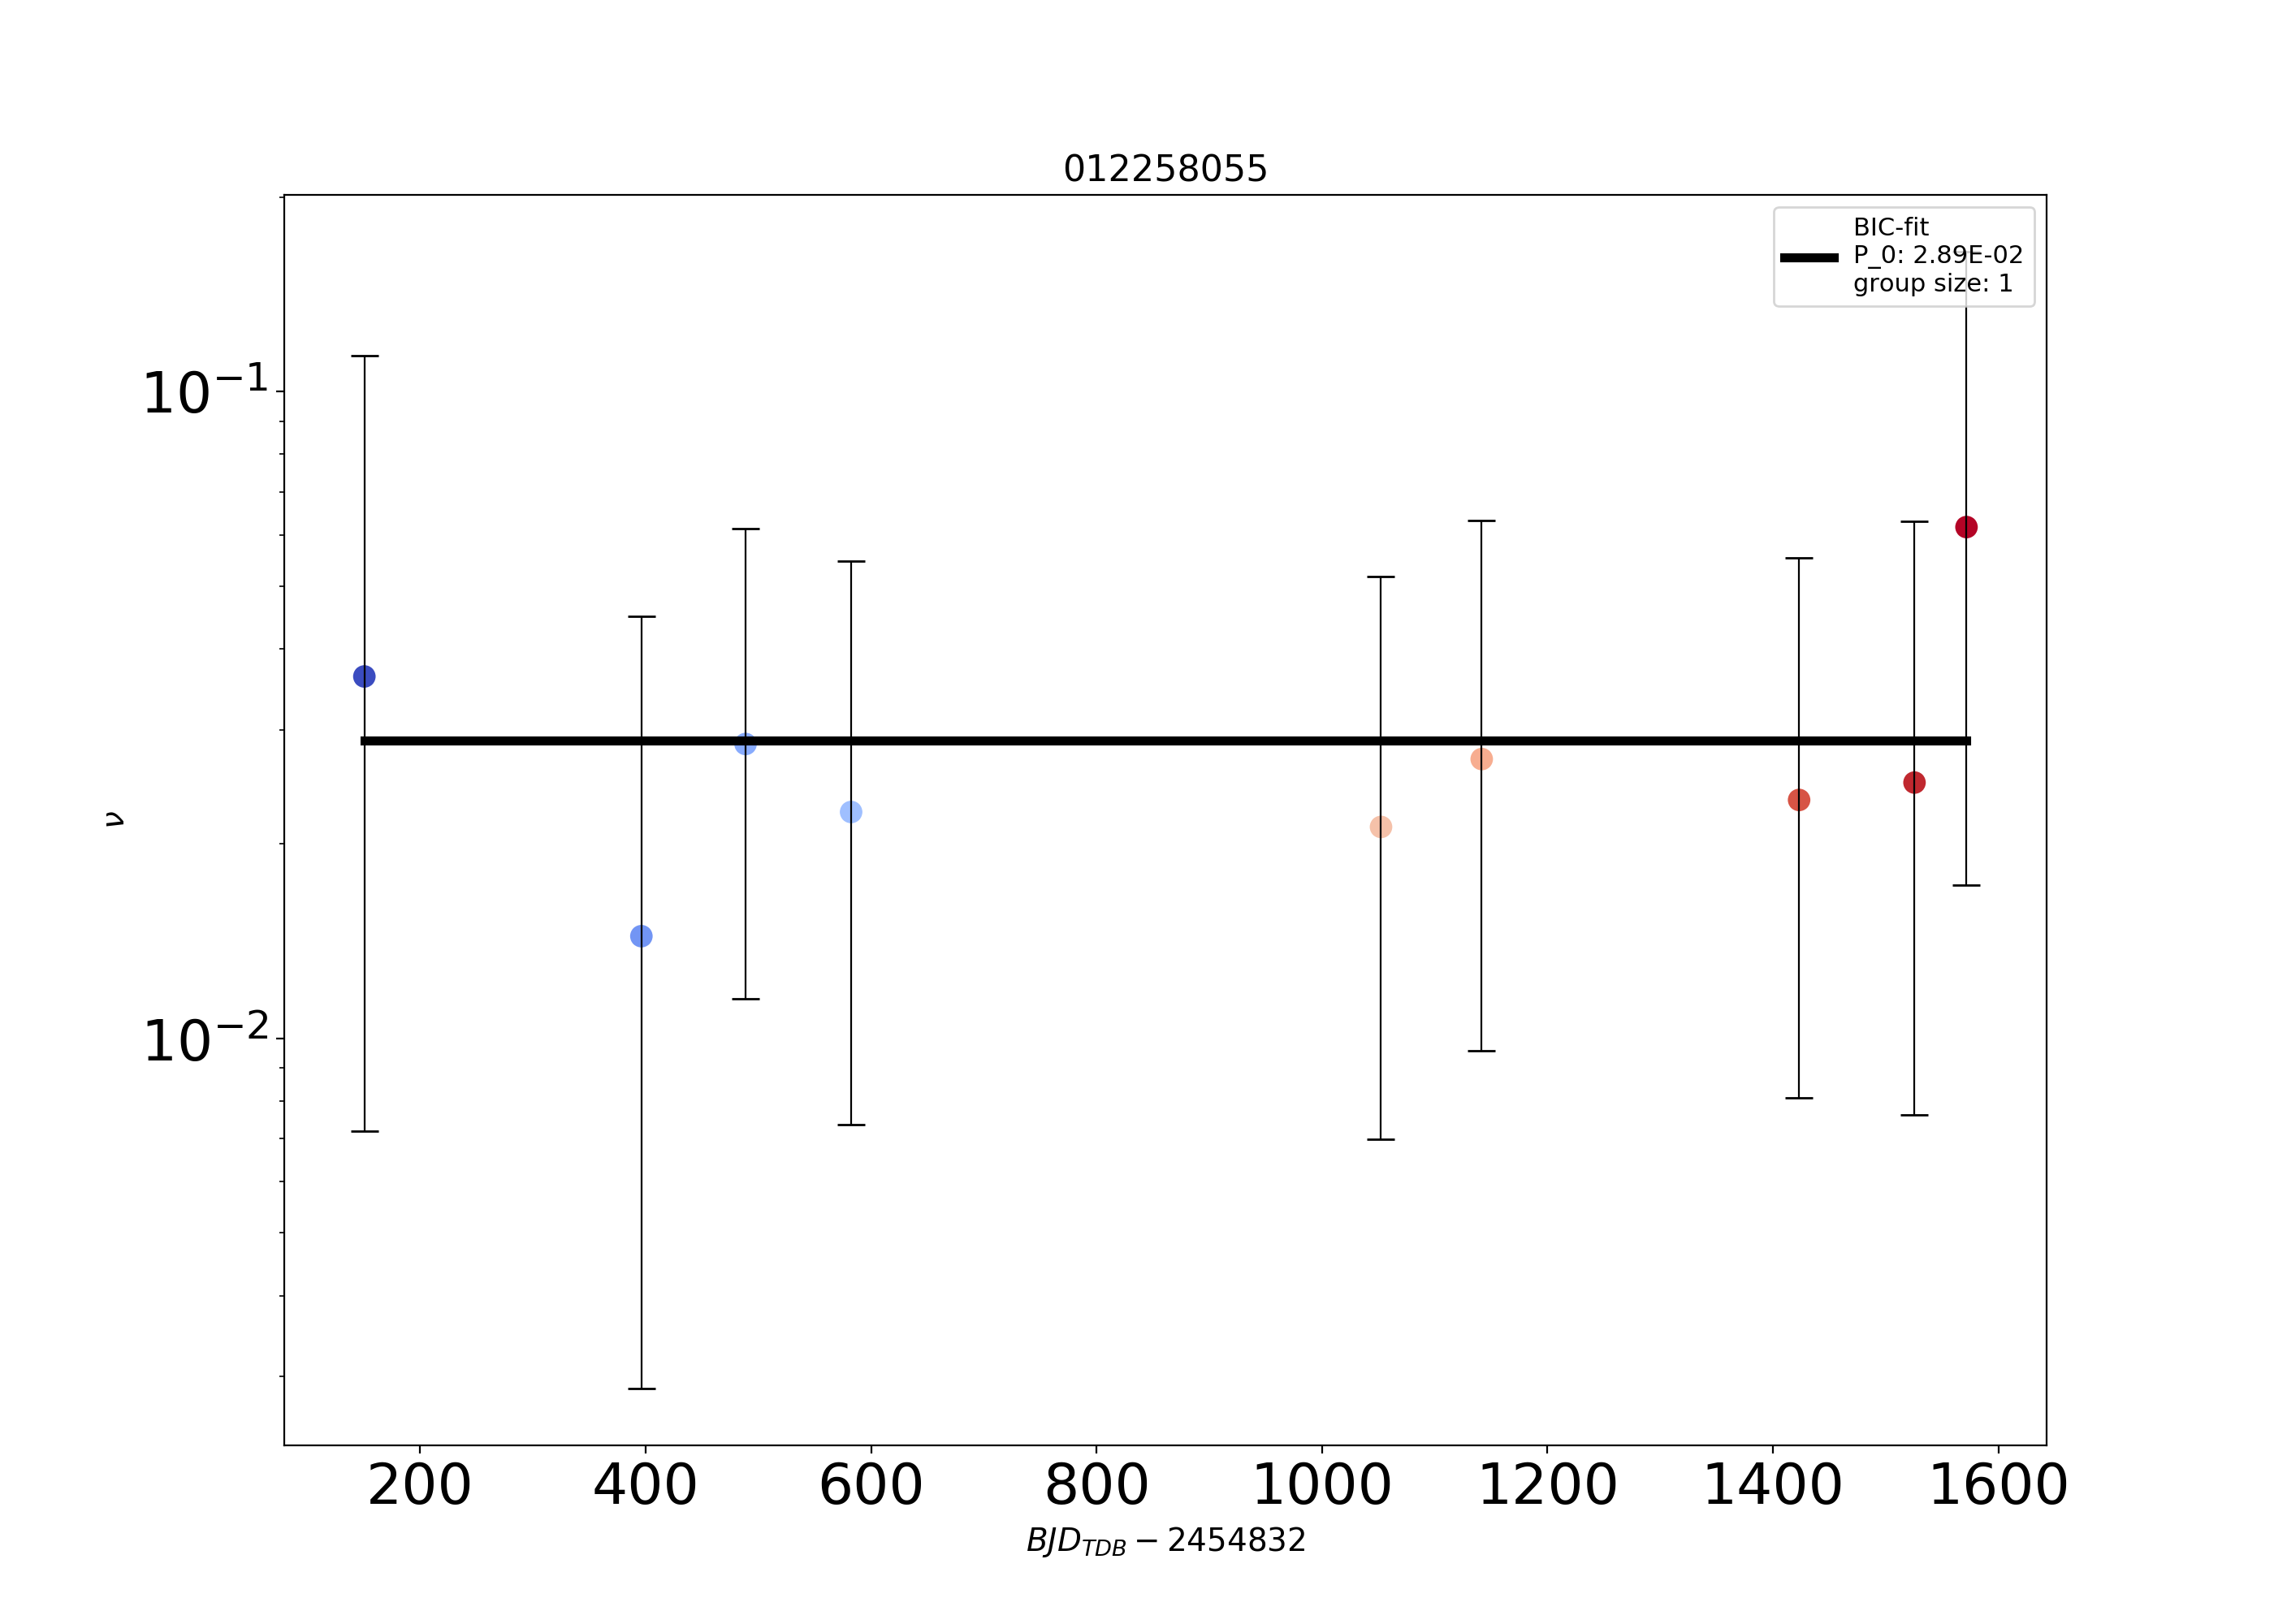 012258055
BIC-fit
P_0: 2.89E-02
group size: 1
10⁻¹
10⁻²
ν
200 400 600 800 1000 1200 1400 1600
BJD_TDB − 2454832